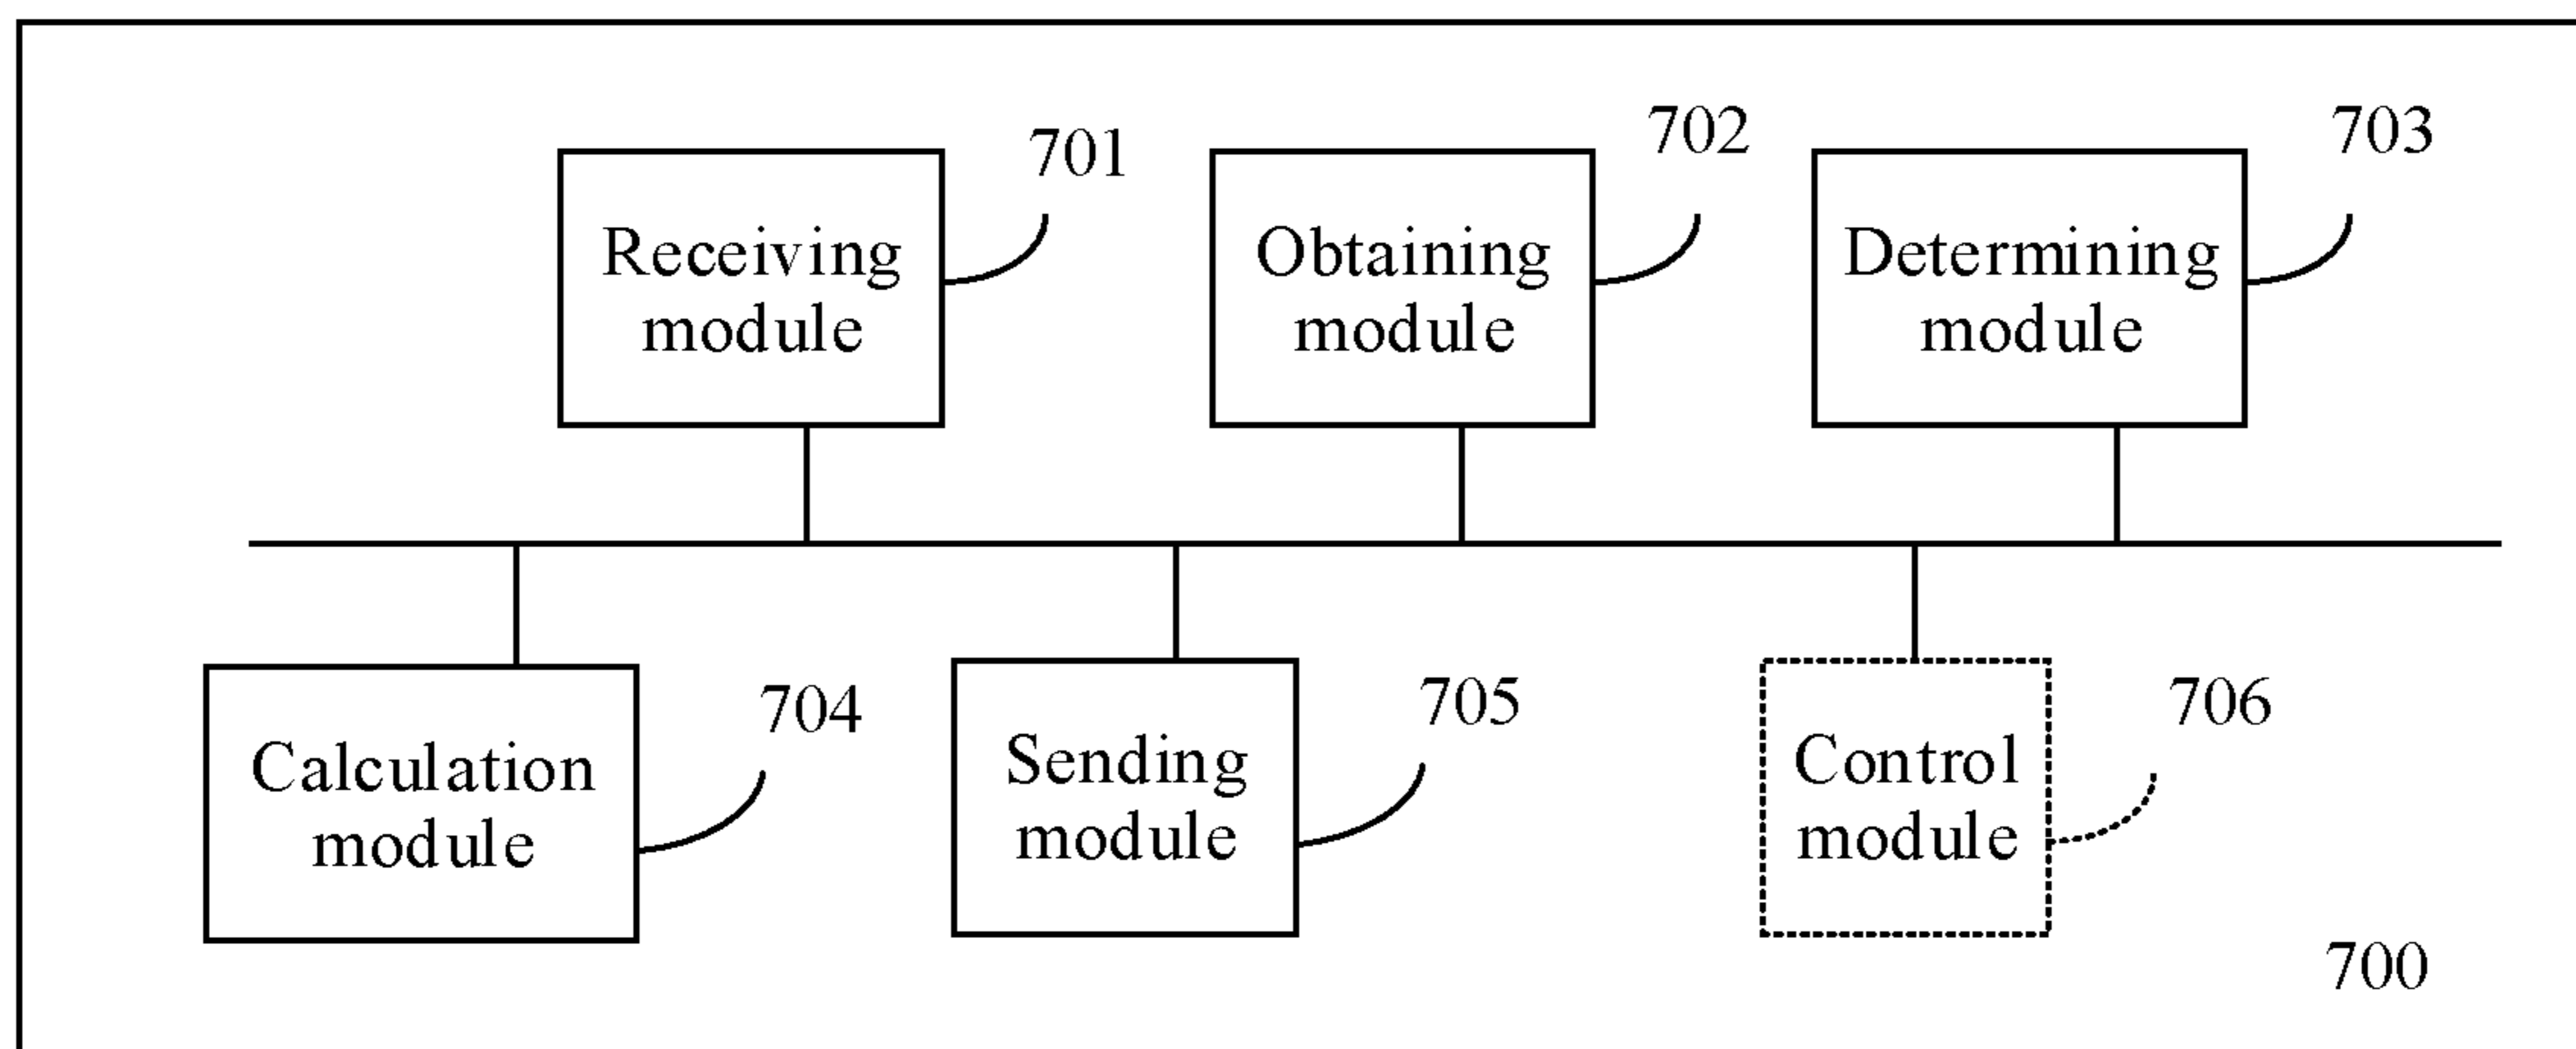 701
Receiving
module
702
Obtaining
module
703
Determining
module
704
Calculation
module
705
Sending
module
706
Control
module
700